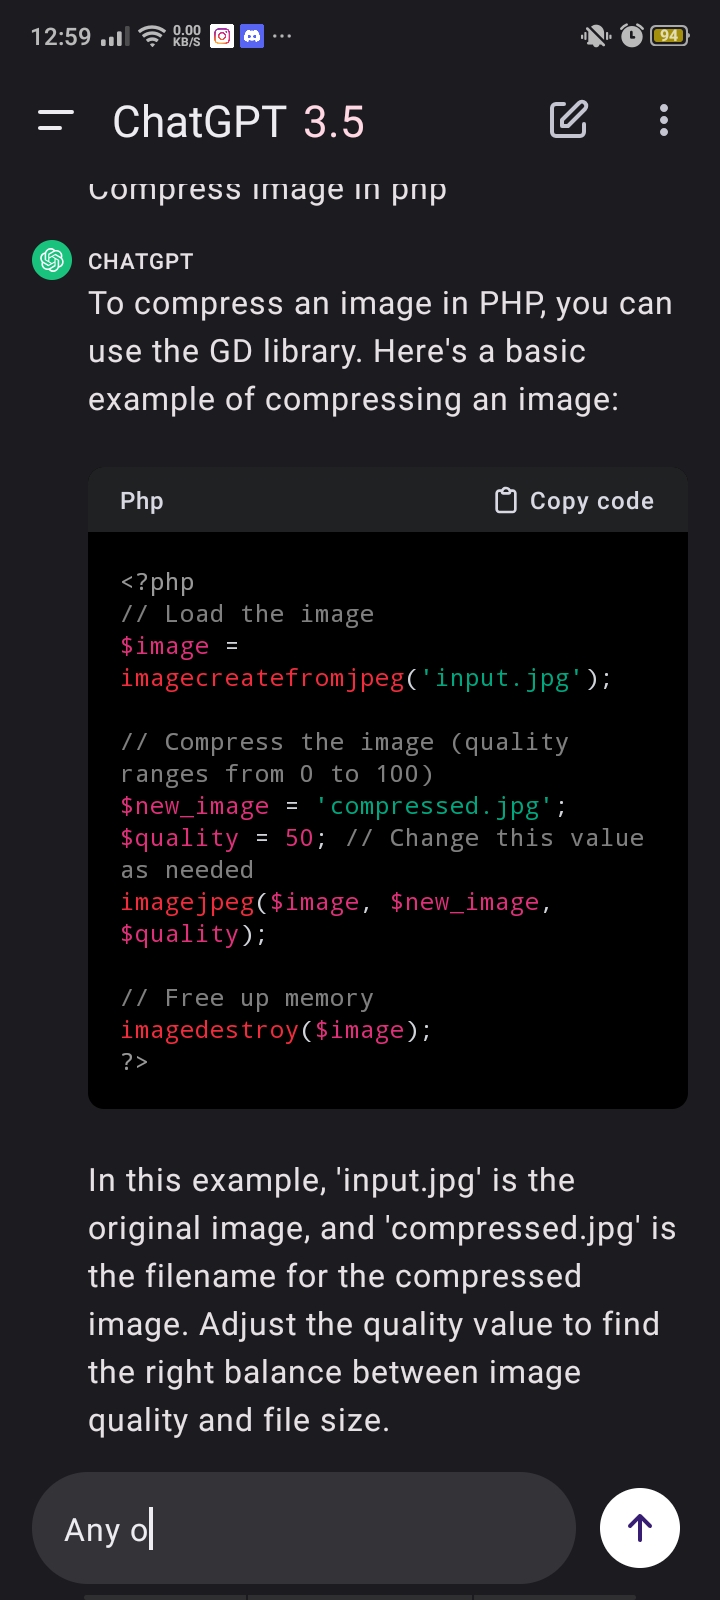 12:59 0.00 KB/S 94
ChatGPT 3.5
Compress image in php
CHATGPT
To compress an image in PHP, you can
use the GD library. Here's a basic
example of compressing an image:
Php Copy code
<?php
// Load the image
$image =
imagecreatefromjpeg('input.jpg');
// Compress the image (quality
ranges from 0 to 100)
$new_image = 'compressed.jpg';
$quality = 50; // Change this value
as needed
imagejpeg($image, $new_image,
$quality);
// Free up memory
imagedestroy($image);
?>
In this example, 'input.jpg' is the
original image, and 'compressed.jpg' is
the filename for the compressed
image. Adjust the quality value to find
the right balance between image
quality and file size.
Any o